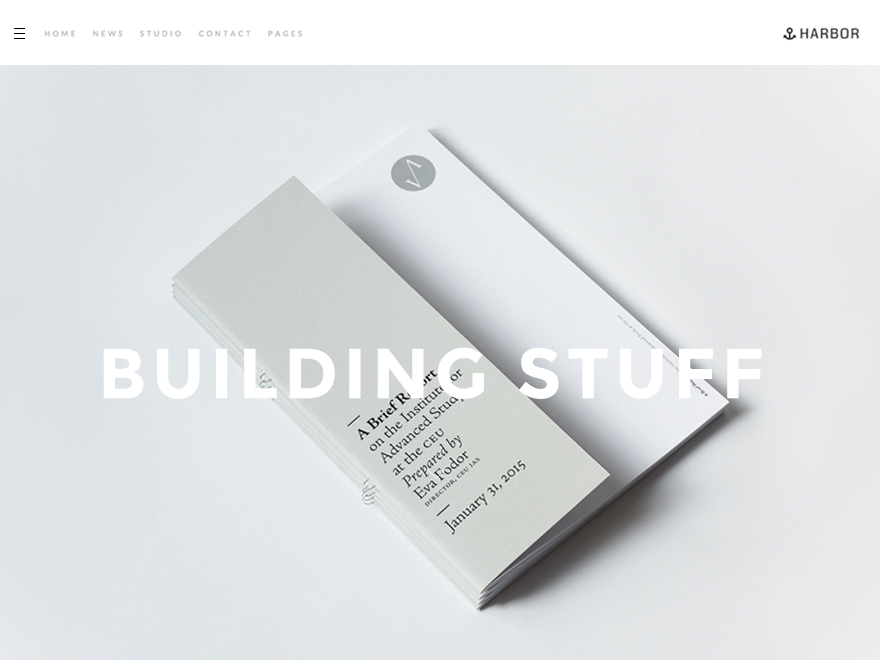 HOME NEWS STUDIO CONTACT PAGES
HARBOR
BUILDING STUFF
A Brief Report
on the Institute for
Advanced Study
at the CEU
Prepared by
Eva Fodor
DIRECTOR, CEU IAS
January 31, 2015